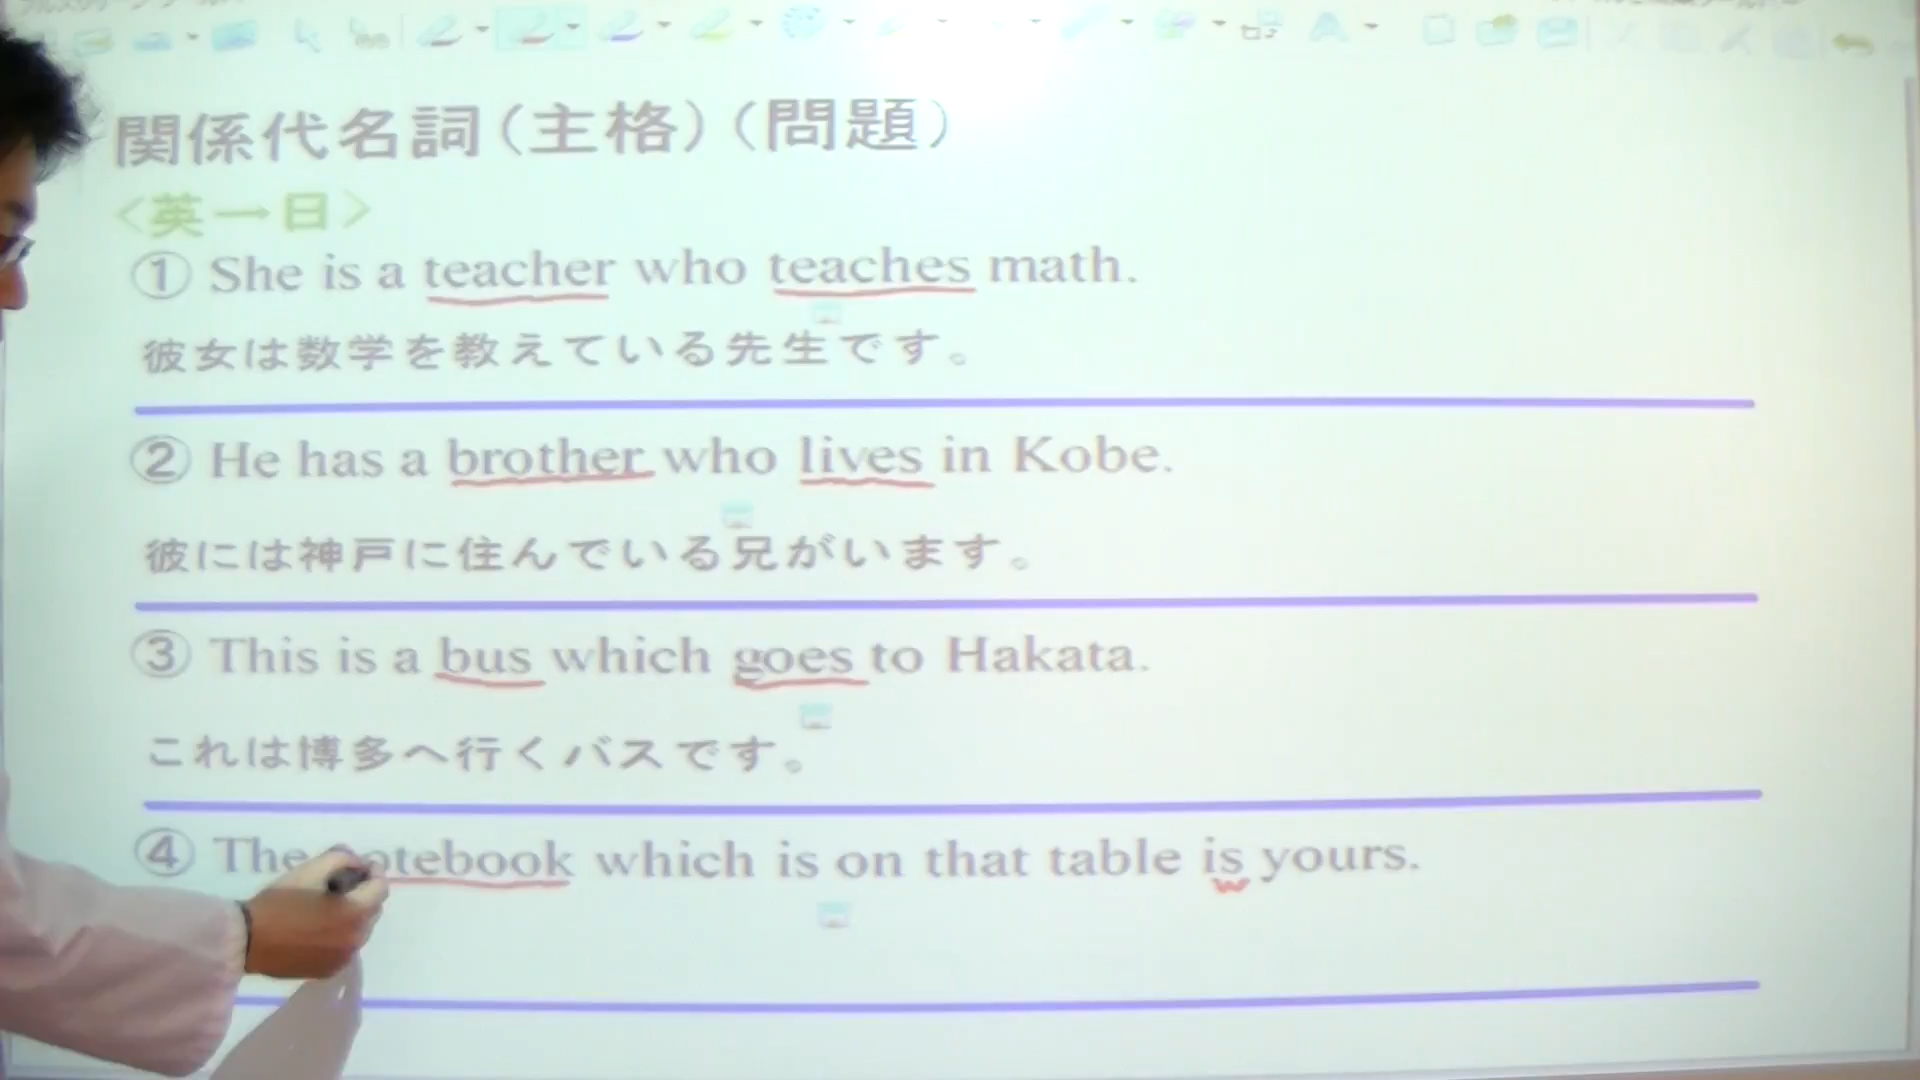 関係代名詞(主格)(問題)
<英→日>
① She is a teacher who teaches math.
彼女は数学を教えている先生です。
② He has a brother who lives in Kobe.
彼には神戸に住んでいる兄がいます。
③ This is a bus which goes to Hakata.
これは博多へ行くバスです。
④ The notebook which is on that table is yours.